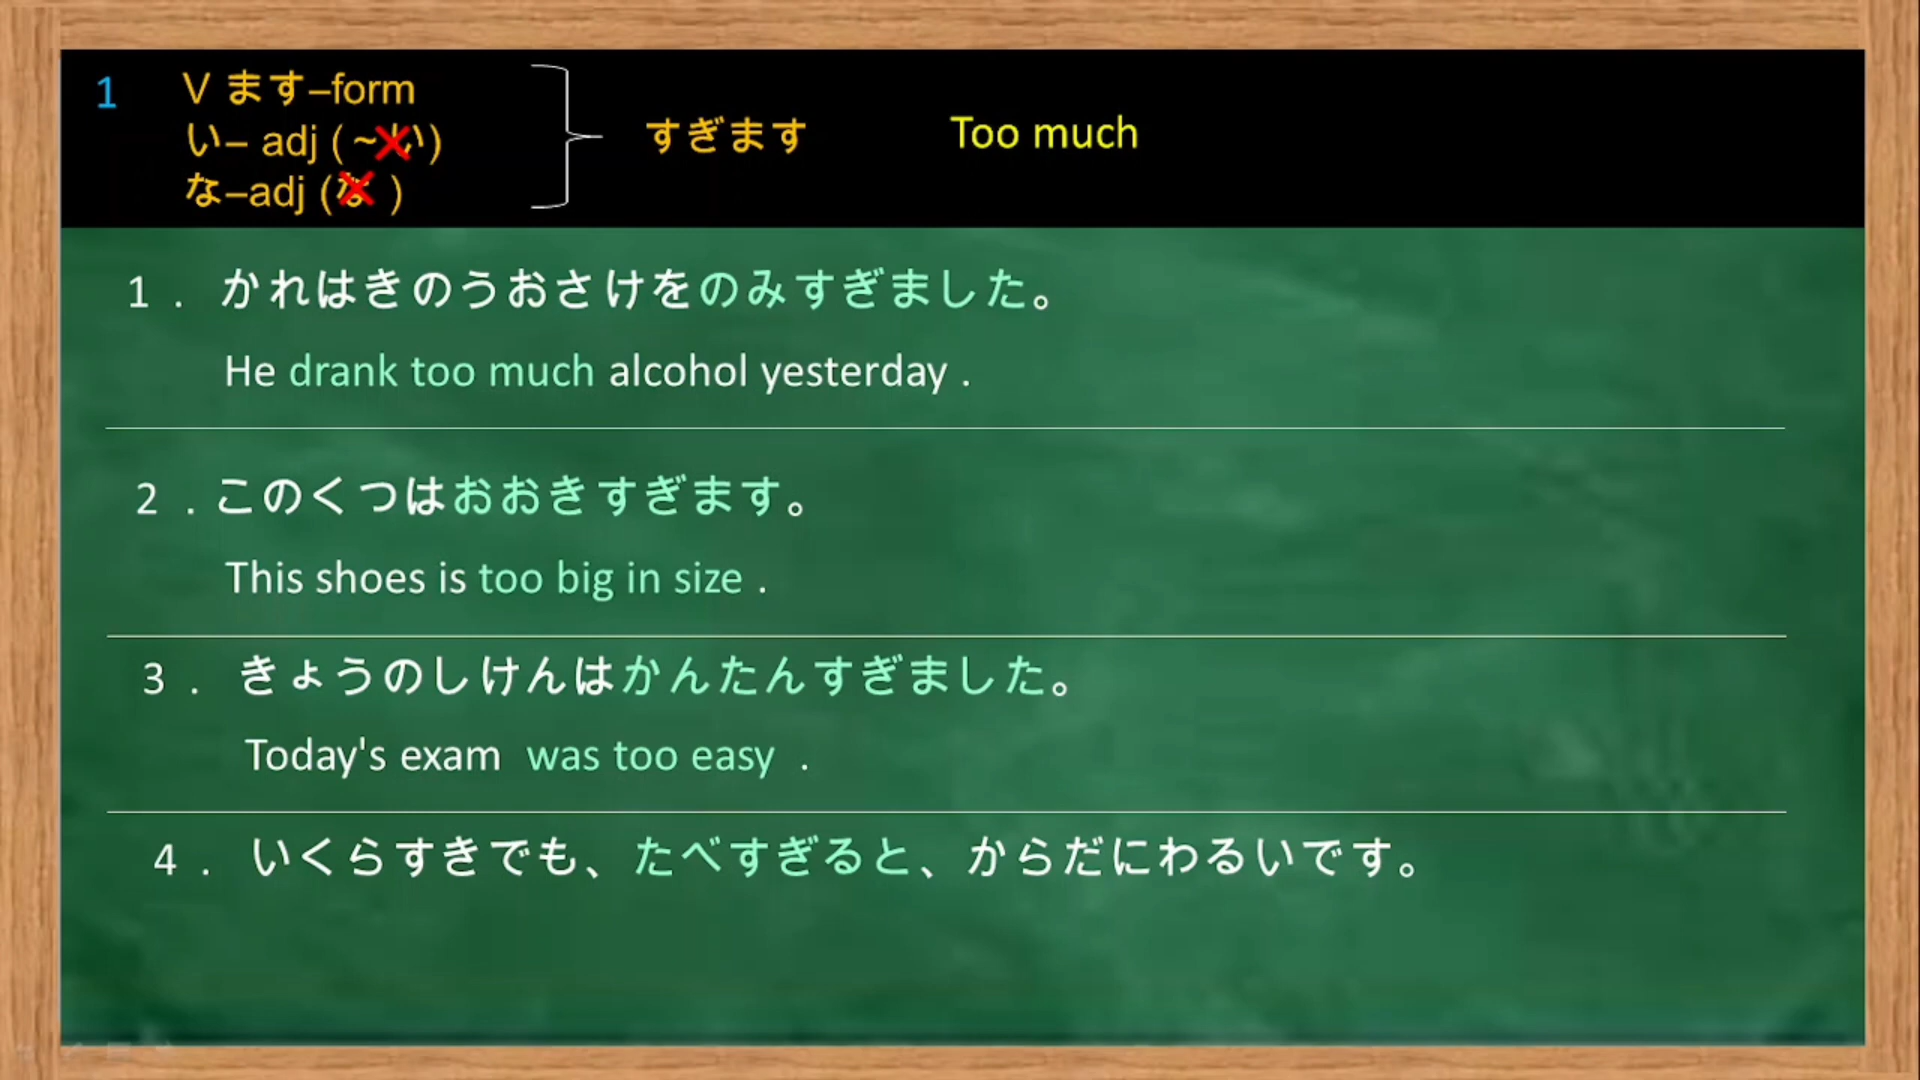 1 V ます–form
い– adj ( ~い)
な–adj (な )
すぎます
Too much
1 . かれはきのうおさけをのみすぎました。
He drank too much alcohol yesterday .
2 .このくつはおおきすぎます。
This shoes is too big in size .
3 . きょうのしけんはかんたんすぎました。
Today's exam was too easy .
4 . いくらすきでも、たべすぎると、からだにわるいです。